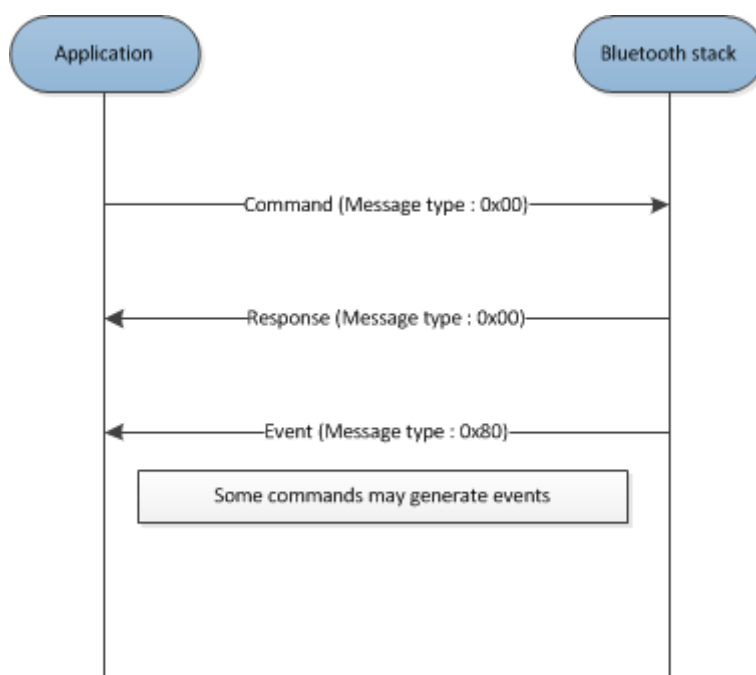 Application
Bluetooth stack
Command (Message type : 0x00)
Response (Message type : 0x00)
Event (Message type : 0x80)
Some commands may generate events